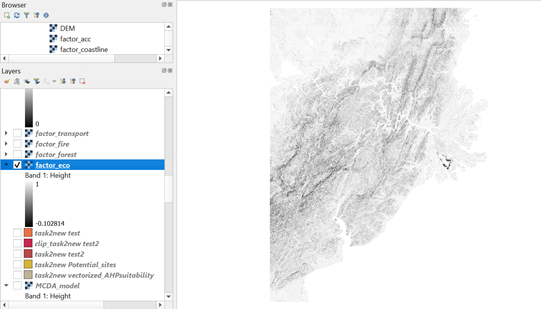 Browser
DEM
factor_acc
factor_coastline
Layers
0
factor_transport
factor_fire
factor_forest
factor_eco
Band 1: Height
1
-0.102814
task2new test
clip_task2new test2
task2new test2
task2new Potential_sites
task2new vectorized_AHPsuitability
MCDA_model
Band 1: Height